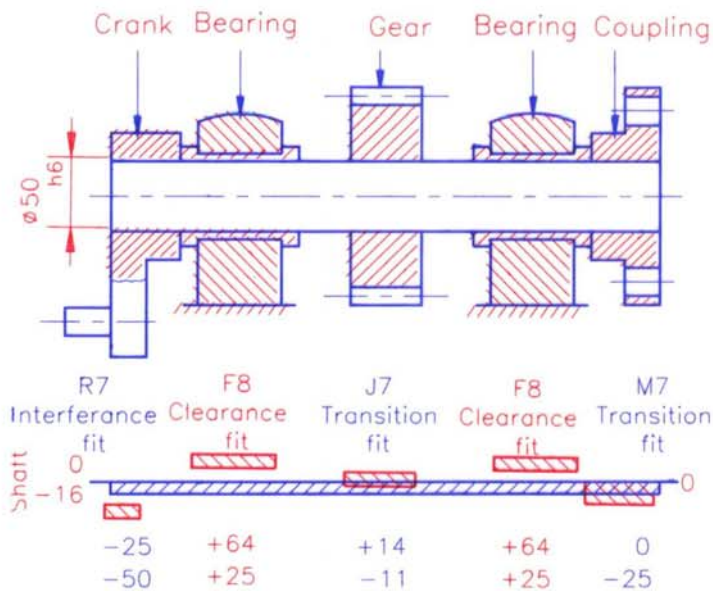 Crank Bearing Gear Bearing Coupling
ø50
h6
R7 F8 J7 F8 M7
Interferance Clearance Transition Clearance Transition
fit fit fit fit fit
Shaft
0 0
-16
-25 +64 +14 +64 0
-50 +25 -11 +25 -25